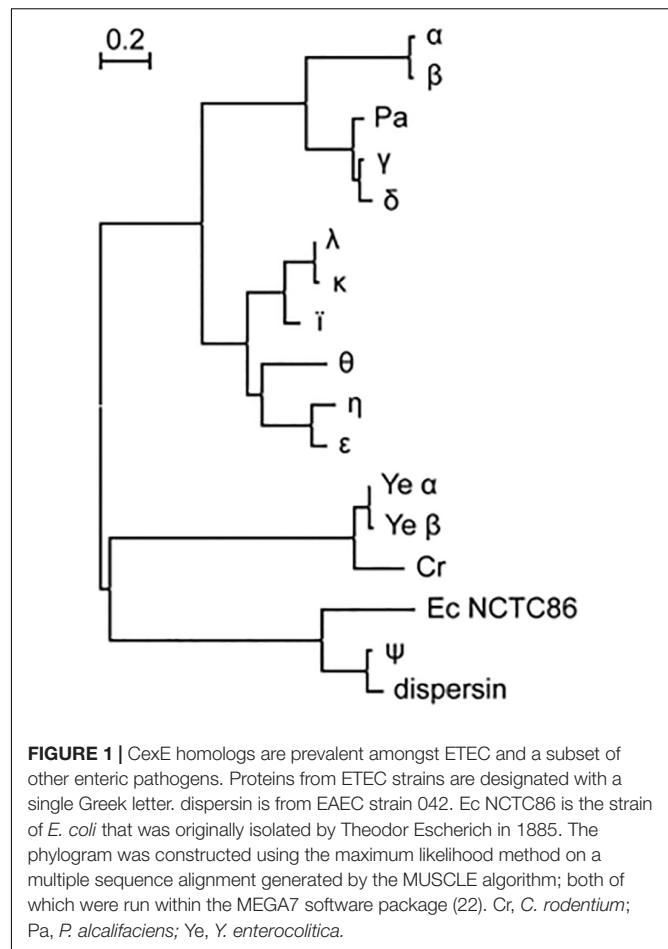 0.2
α
β
Pa
γ
δ
λ
κ
ϊ
θ
η
ε
Ye α
Ye β
Cr
Ec NCTC86
Ψ
dispersin
FIGURE 1 | CexE homologs are prevalent amongst ETEC and a subset of
other enteric pathogens. Proteins from ETEC strains are designated with a
single Greek letter. dispersin is from EAEC strain 042. Ec NCTC86 is the strain
of E. coli that was originally isolated by Theodor Escherich in 1885. The
phylogram was constructed using the maximum likelihood method on a
multiple sequence alignment generated by the MUSCLE algorithm; both of
which were run within the MEGA7 software package (22). Cr, C. rodentium;
Pa, P. alcalifaciens; Ye, Y. enterocolitica.